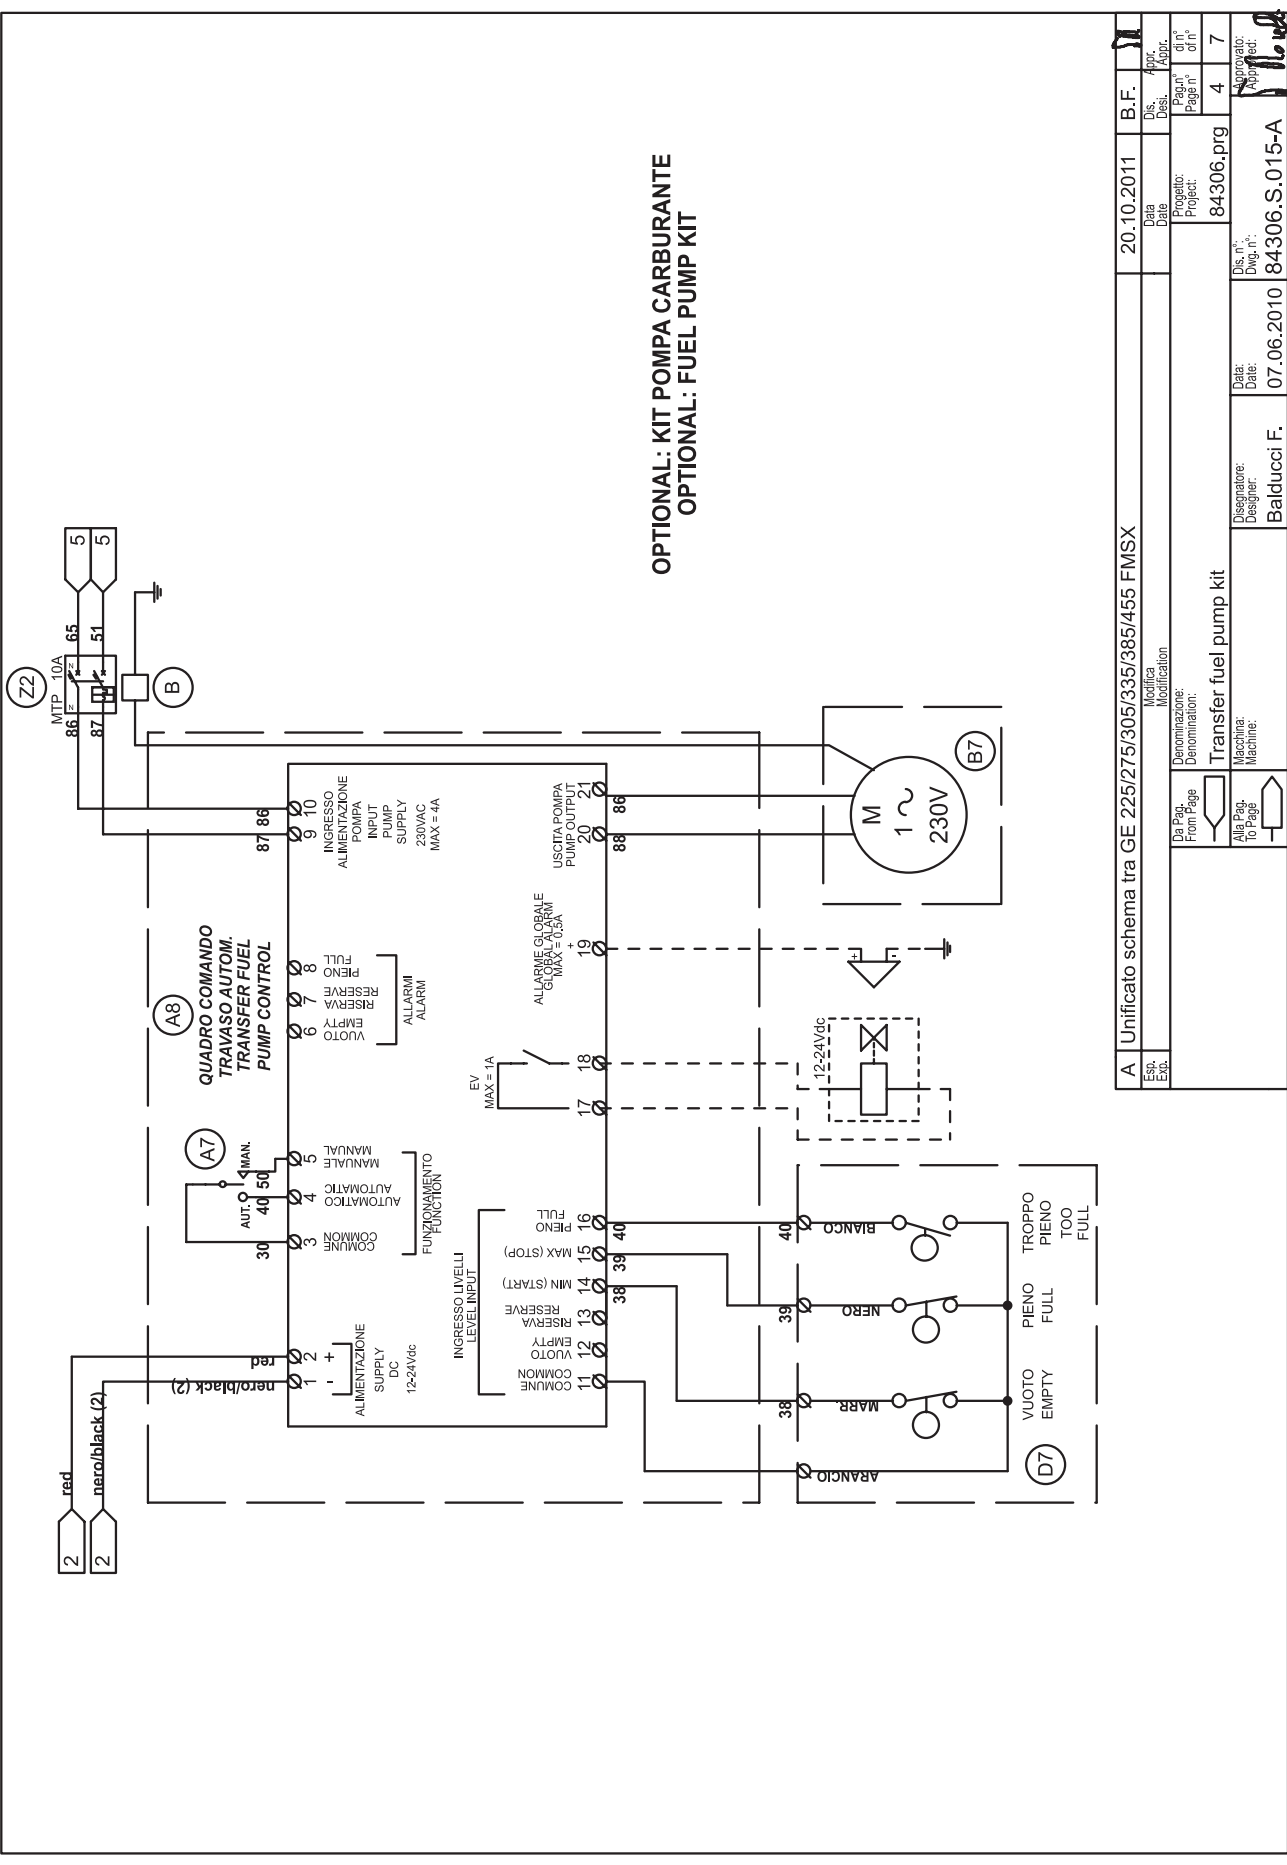 2
2
red
nero/black (2)
nero/black (2)
red
Z2
MTP 10A
N
N
65
51
86
87
5
5
B
A8
QUADRO COMANDO
TRAVASO AUTOM.
TRANSFER FUEL
PUMP CONTROL
A7
AUT.
MAN.
30
40
50
87
86
1
2
3
4
5
6
7
8
9
10
-
+
ALIMENTAZIONE
SUPPLY
DC
12-24Vdc
COMUNE
COMMON
AUTOMATICO
AUTOMATIC
MANUALE
MANUAL
FUNZIONAMENTO
FUNCTION
VUOTO
EMPTY
RISERVA
RESERVE
PIENO
FULL
ALLARMI
ALARM
INGRESSO
ALIMENTAZIONE
POMPA
INPUT
PUMP
SUPPLY
230VAC
MAX = 4A
INGRESSO LIVELLI
LEVEL INPUT
COMUNE
COMMON
VUOTO
EMPTY
RISERVA
RESERVE
MIN (START)
MAX (STOP)
PIENO
FULL
EV
MAX = 1A
ALLARME GLOBALE
GLOBAL ALARM
MAX = 0.5A
+
USCITA POMPA
PUMP OUTPUT
11
12
13
14
15
16
17
18
19
20
21
38
39
40
88
86
ARANCIO
38
MARR.
39
NERO
40
BIANCO
VUOTO
EMPTY
PIENO
FULL
TROPPO
PIENO
TOO
FULL
D7
12-24Vdc
+
-
M
1 ~
230V
B7
OPTIONAL: KIT POMPA CARBURANTE
OPTIONAL: FUEL PUMP KIT
A
Unificato schema tra GE 225/275/305/335/385/455 FMSX
20.10.2011
B.F.
Esp.
Exp.
Modifica
Modification
Data
Date
Dis.
Desi.
Appr.
Appr.
Da Pag.
From Page
Alla Pag.
To Page
Denominazione:
Denomination:
Transfer fuel pump kit
Progetto:
Project:
84306.prg
Pag.n°
Page n°
4
di n°
of n°
7
Macchina:
Machine:
Disegnatore:
Designer:
Balducci F.
Data:
Date:
07.06.2010
Dis. n°:
Dwg. n°:
84306.S.015-A
Approvato:
Approved: